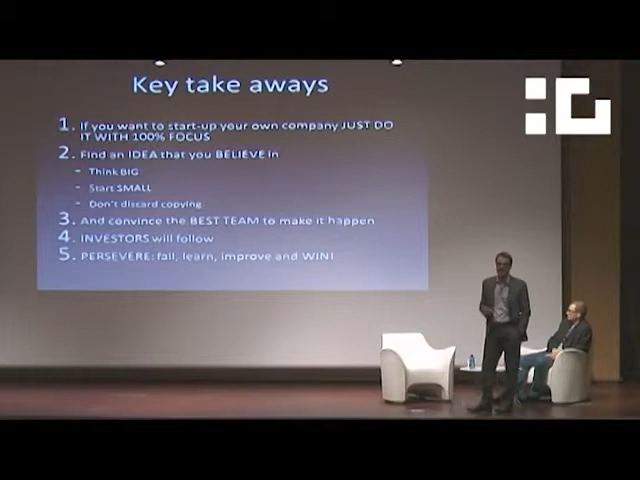 Key take aways
1. If you want to start-up your own company JUST DO
IT WITH 100% FOCUS
2. Find an IDEA that you BELIEVE in
- Think BIG
- Start SMALL
- Don't discard copying
3. And convince the BEST TEAM to make it happen
4. INVESTORS will follow
5. PERSEVERE: fail, learn, improve and WIN!
:G